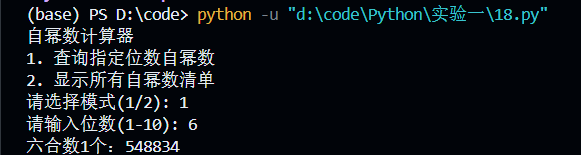 (base) PS D:\code> python -u "d:\code\Python\实验一\18.py"
自幂数计算器
1. 查询指定位数自幂数
2. 显示所有自幂数清单
请选择模式(1/2): 1
请输入位数(1-10): 6
六合数1个: 548834